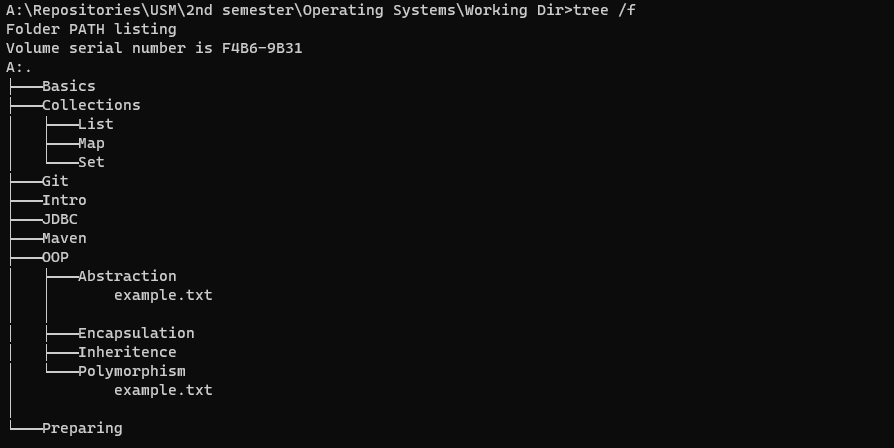 A:\Repositories\USM\2nd semester\Operating Systems\Working Dir>tree /f
Folder PATH listing
Volume serial number is F4B6-9B31
A:.
├───Basics
├───Collections
│   ├───List
│   ├───Map
│   └───Set
├───Git
├───Intro
├───JDBC
├───Maven
├───OOP
│   ├───Abstraction
│   │       example.txt
│   │
│   ├───Encapsulation
│   ├───Inheritence
│   └───Polymorphism
│           example.txt
│
└───Preparing